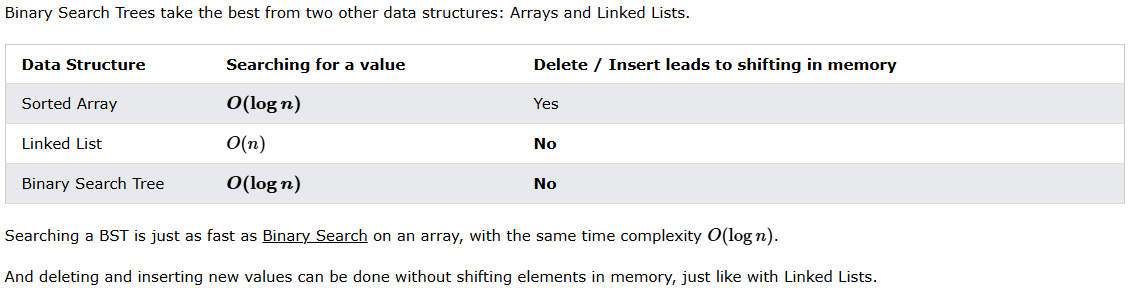 Binary Search Trees take the best from two other data structures: Arrays and Linked Lists.
Data Structure Searching for a value Delete / Insert leads to shifting in memory
Sorted Array O(log n) Yes
Linked List O(n) No
Binary Search Tree O(log n) No
Searching a BST is just as fast as Binary Search on an array, with the same time complexity O(log n).
And deleting and inserting new values can be done without shifting elements in memory, just like with Linked Lists.